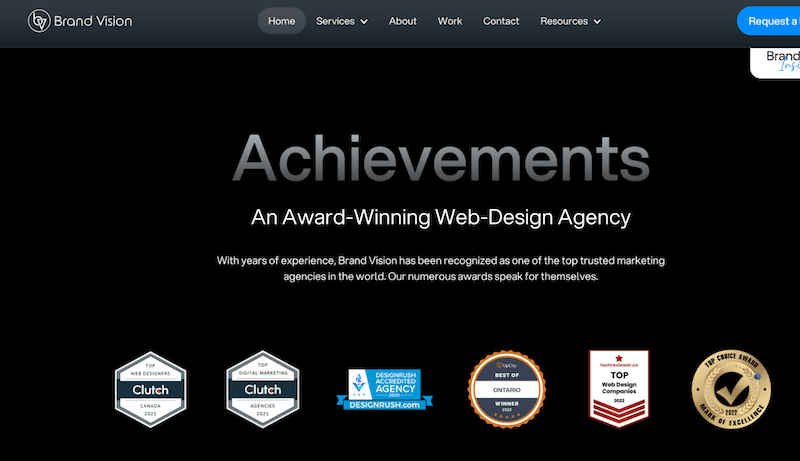 by Brand Vision
Home Services About Work Contact Resources
Request a
Brand
Achievements
An Award-Winning Web-Design Agency
With years of experience, Brand Vision has been recognized as one of the top trusted marketing
agencies in the world. Our numerous awards speak for themselves.
TOP
WEB DESIGNERS
Clutch
CANADA
2021
TOP
DIGITAL MARKETING
Clutch
AGENCIES
2021
DESIGNRUSH
ACCREDITED
AGENCY
2020
DESIGNRUSH.com
UpCity
BEST OF
ONTARIO
WINNER
2022
techreviewer.co
TOP
Web Design
Companies
2022
TOP CHOICE AWARD
2022
MARK OF EXCELLENCE